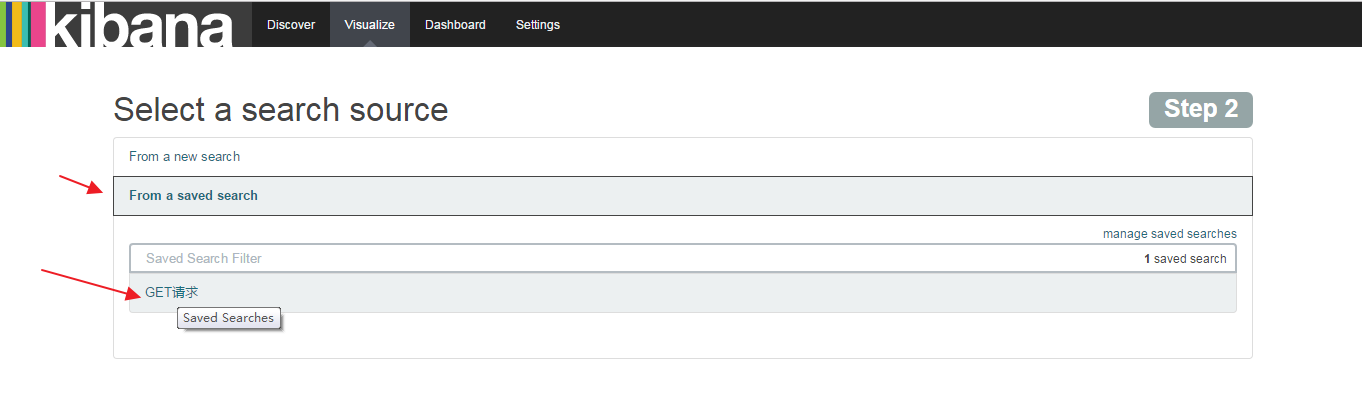 kibana Discover Visualize Dashboard Settings
Select a search source Step 2
From a new search
From a saved search
manage saved searches
Saved Search Filter 1 saved search
GET请求
Saved Searches